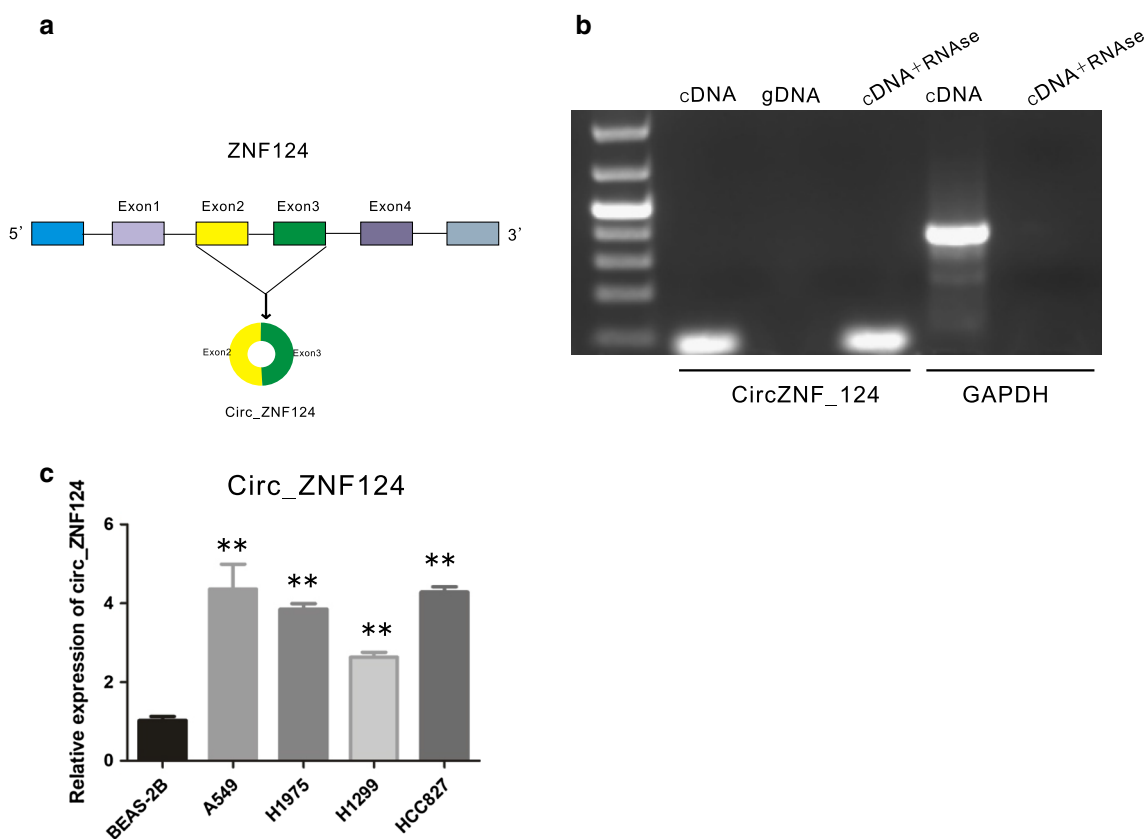 a
ZNF124
Exon1 Exon2 Exon3 Exon4
5’ 3’
Exon2 Exon3
Circ_ZNF124
b
cDNA gDNA cDNA+RNAse cDNA cDNA+RNAse
CircZNF_124 GAPDH
c
Circ_ZNF124
Relative expression of circ_ZNF124
6
4
2
0
** ** ** **
BEAS-2B A549 H1975 H1299 HCC827